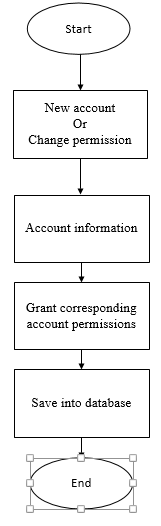 Start
New account
Or
Change permission
Account information
Grant corresponding
account permissions
Save into database
End